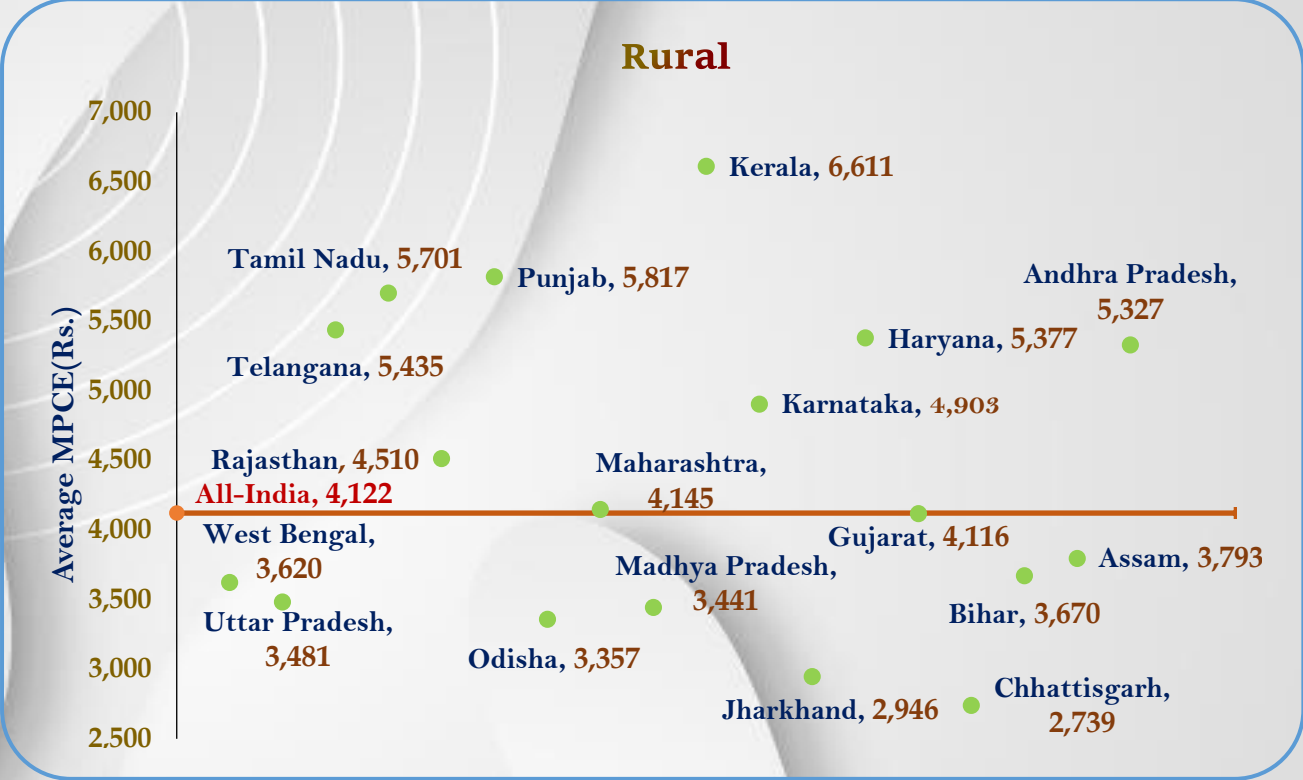 Rural
Average MPCE(Rs.)
7,000
6,500
6,000
5,500
5,000
4,500
4,000
3,500
3,000
2,500
Kerala, 6,611
Tamil Nadu, 5,701
Punjab, 5,817
Andhra Pradesh,
5,327
Telangana, 5,435
Haryana, 5,377
Karnataka, 4,903
Rajasthan, 4,510
Maharashtra,
4,145
All-India, 4,122
West Bengal,
3,620
Gujarat, 4,116
Assam, 3,793
Madhya Pradesh,
3,441
Bihar, 3,670
Uttar Pradesh,
3,481
Odisha, 3,357
Jharkhand, 2,946
Chhattisgarh,
2,739